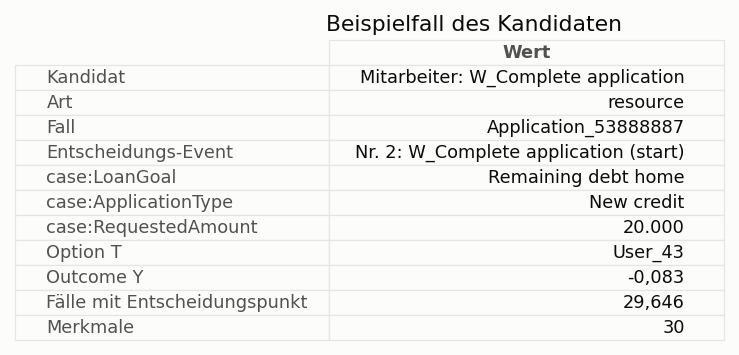 Beispielfall des Kandidaten
Wert
Kandidat Mitarbeiter: W_Complete application
Art resource
Fall Application_53888887
Entscheidungs-Event Nr. 2: W_Complete application (start)
case:LoanGoal Remaining debt home
case:ApplicationType New credit
case:RequestedAmount 20.000
Option T User_43
Outcome Y -0,083
Fälle mit Entscheidungspunkt 29,646
Merkmale 30